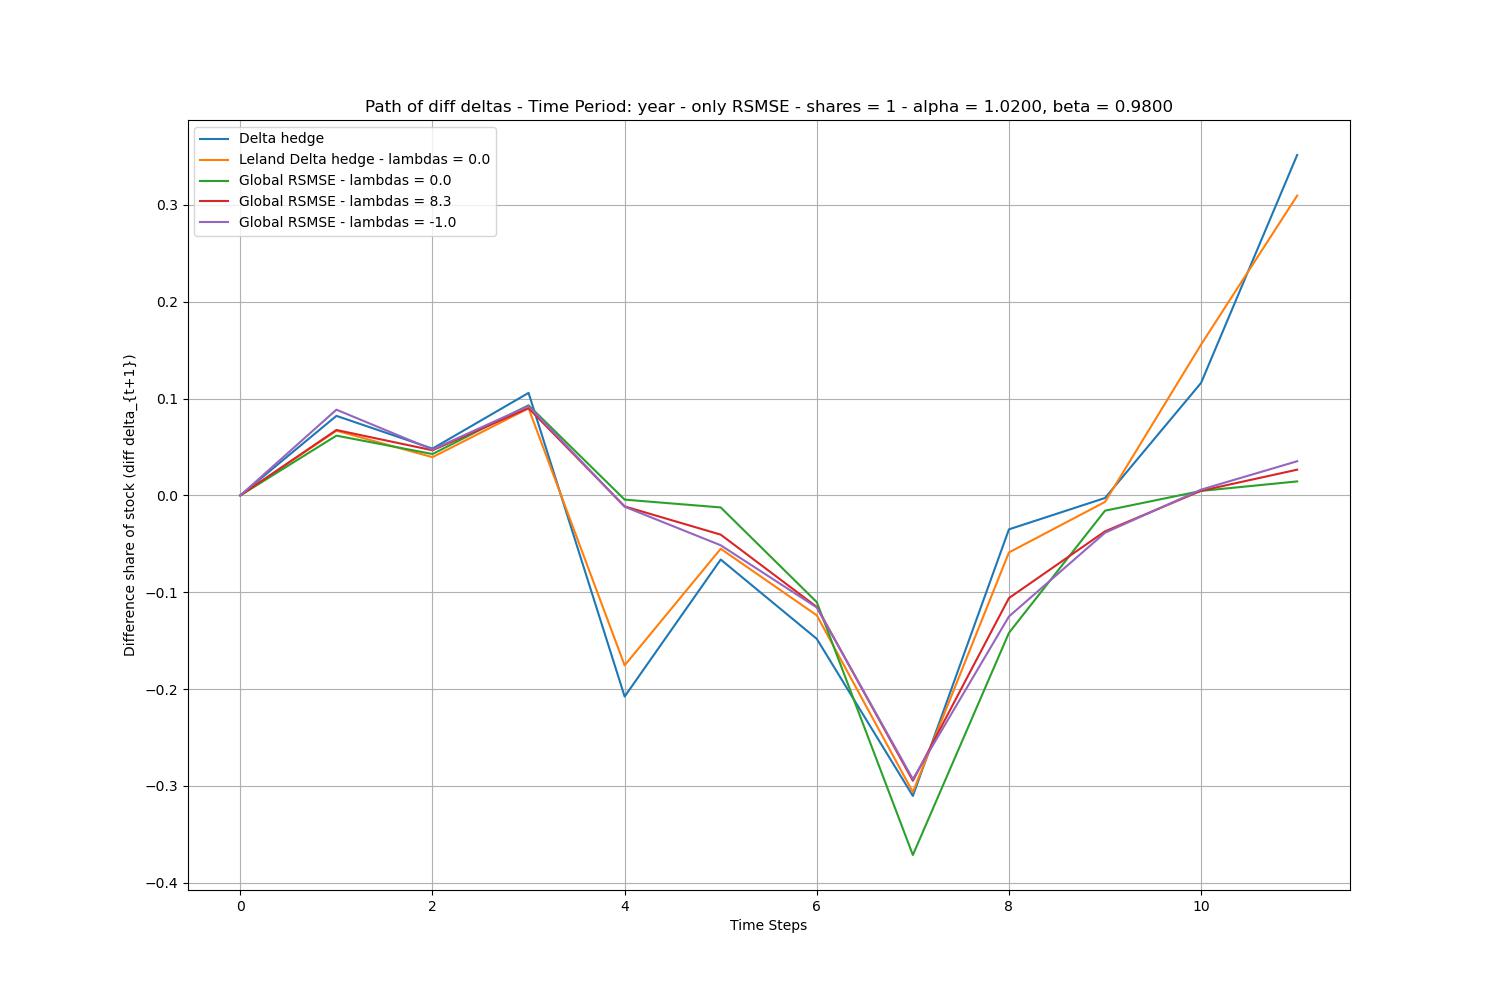 Path of diff deltas - Time Period: year - only RSMSE - shares = 1 - alpha = 1.0200, beta = 0.9800
Delta hedge
Leland Delta hedge - lambdas = 0.0
Global RSMSE - lambdas = 0.0
Global RSMSE - lambdas = 8.3
Global RSMSE - lambdas = -1.0
Difference share of stock (diff delta_{t+1})
0.3
0.2
0.1
0.0
−0.1
−0.2
−0.3
−0.4
0 2 4 6 8 10
Time Steps